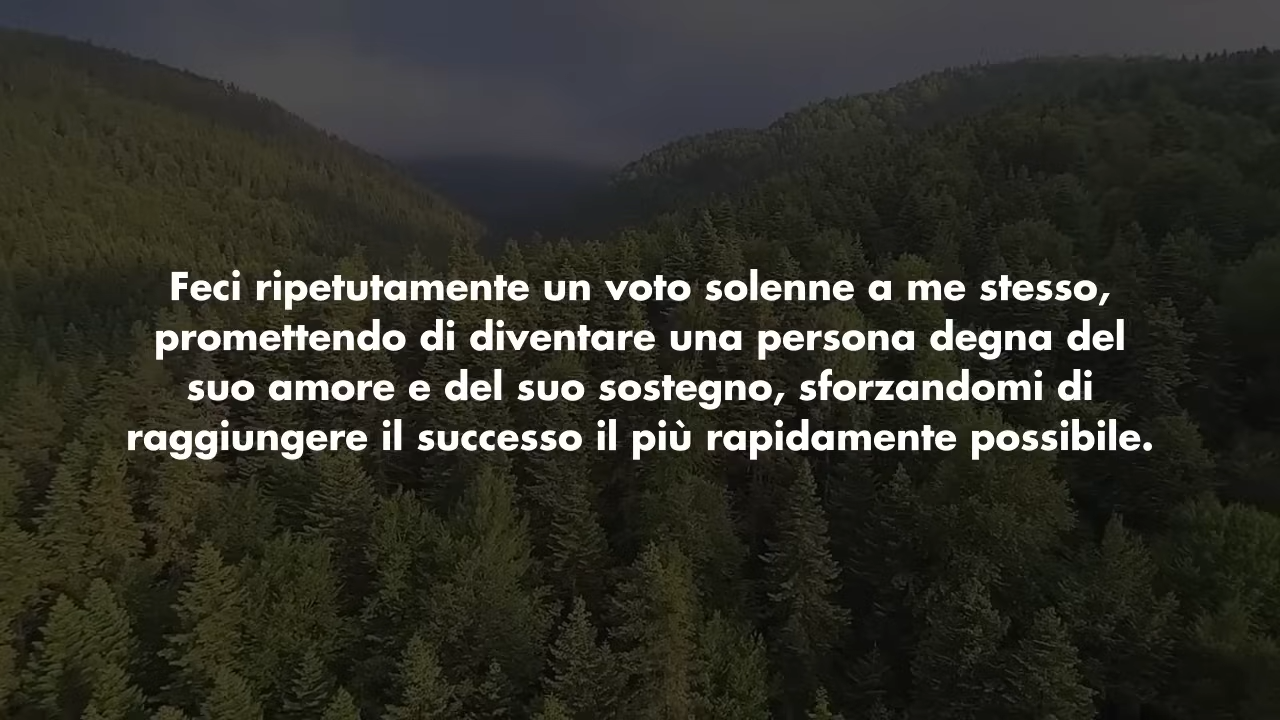 Feci ripetutamente un voto solenne a me stesso,
promettendo di diventare una persona degna del
suo amore e del suo sostegno, sforzandomi di
raggiungere il successo il più rapidamente possibile.